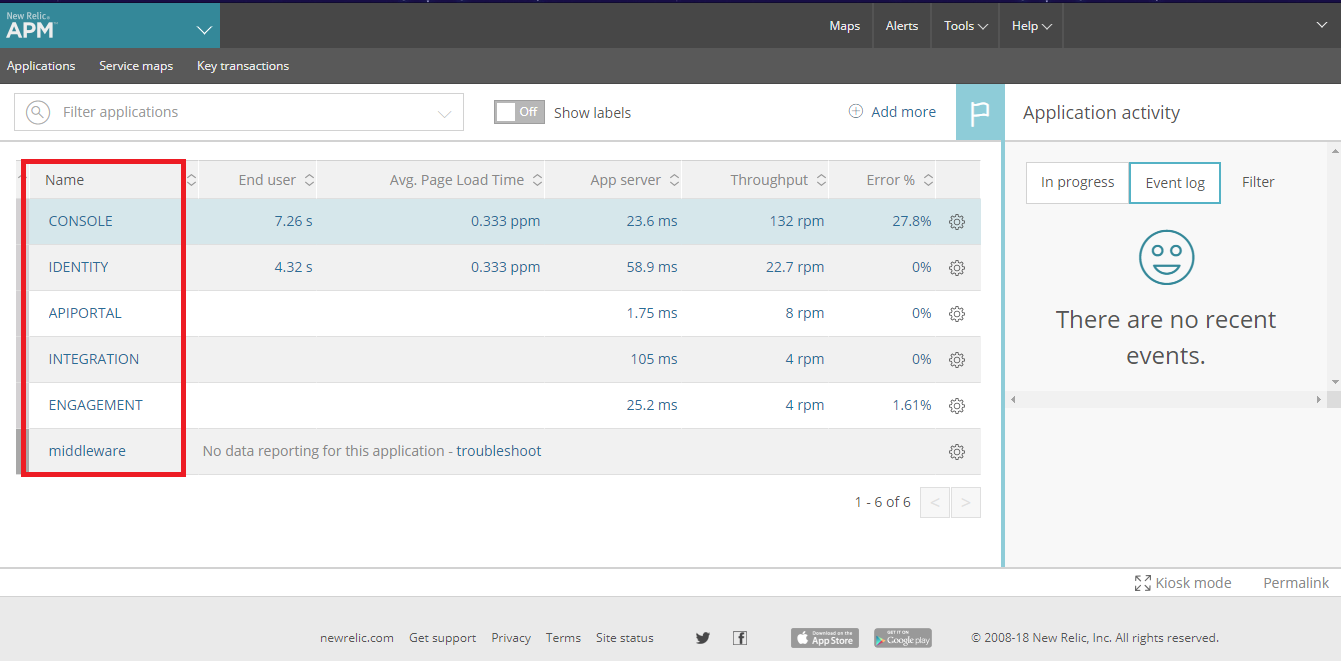 New Relic®
APM™
Maps Alerts Tools Help
Applications Service maps Key transactions
Filter applications Off Show labels Add more Application activity
In progress Event log Filter
Name End user Avg. Page Load Time App server Throughput Error %
CONSOLE 7.26 s 0.333 ppm 23.6 ms 132 rpm 27.8%
IDENTITY 4.32 s 0.333 ppm 58.9 ms 22.7 rpm 0%
APIPORTAL 1.75 ms 8 rpm 0%
INTEGRATION 105 ms 4 rpm 0%
ENGAGEMENT 25.2 ms 4 rpm 1.61%
middleware No data reporting for this application - troubleshoot
There are no recent
events.
1 - 6 of 6 < >
Kiosk mode Permalink
newrelic.com Get support Privacy Terms Site status Download on the App Store GET IT ON Google play © 2008-18 New Relic, Inc. All rights reserved.